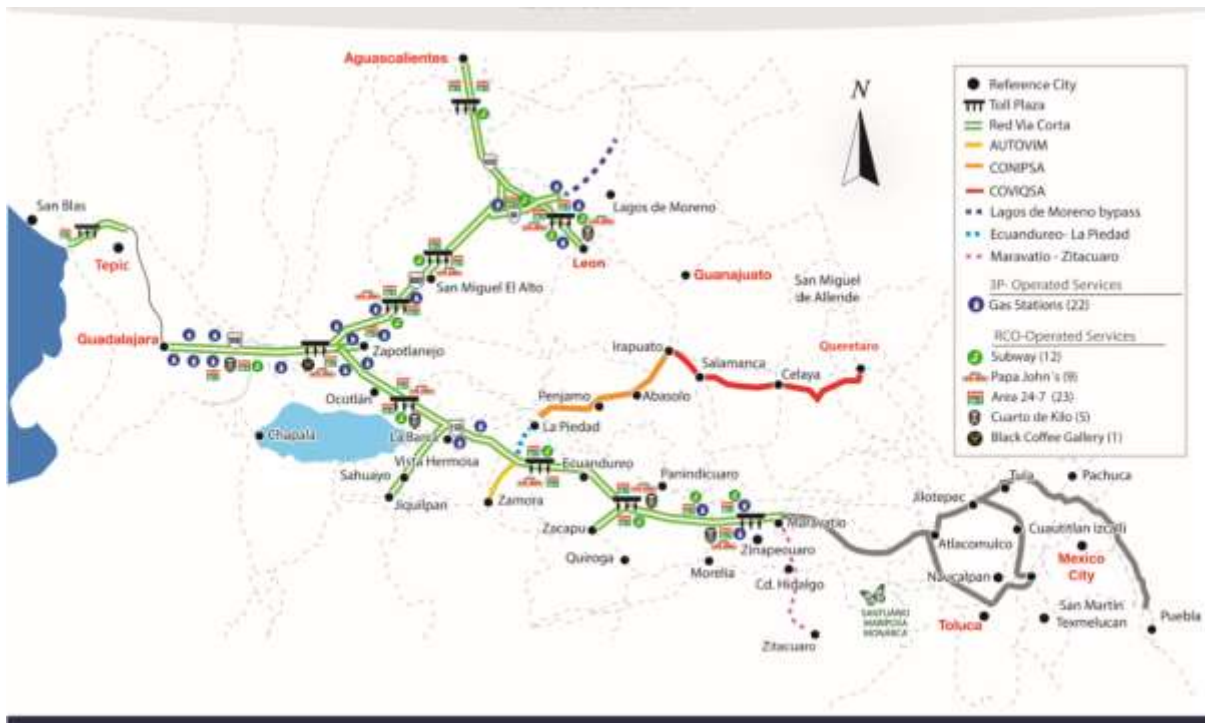 Aguascalientes
N
Reference City
Toll Plaza
Red Via Corta
AUTOVIM
CONIPSA
COVIQSA
Lagos de Moreno bypass
Ecuandureo- La Piedad
Maravatio - Zitacuaro
3P- Operated Services
Gas Stations (22)
RCO-Operated Services
Subway (12)
Papa John´s (9)
Area 24-7 (23)
Cuarto de Kilo (5)
Black Coffee Gallery (1)
San Blas
Lagos de Moreno
Tepic
Leon
Guanajuato
San Miguel
de Allende
San Miguel El Alto
Guadalajara
Zapotlanejo
Irapuato
Salamanca
Celaya
Queretaro
Ocutlán
Penjamo
Abasolo
Chapala
La Barca
La Piedad
Vista Hermosa
Sahuayo
Ecuandureo
Panindicuaro
Jiquilpan
Zamora
Tula
Pachuca
Jilotepec
Zacapu
Maravatio
Cuautitlan Izcalli
Atlacomulco
Zinapecuaro
Quiroga
Morelia
Cd. Hidalgo
Mexico
City
Naucalpan
SANTUARIO
MARIPOSA
MONARCA
Toluca
San Martin
Texmelucan
Puebla
Zitacuaro